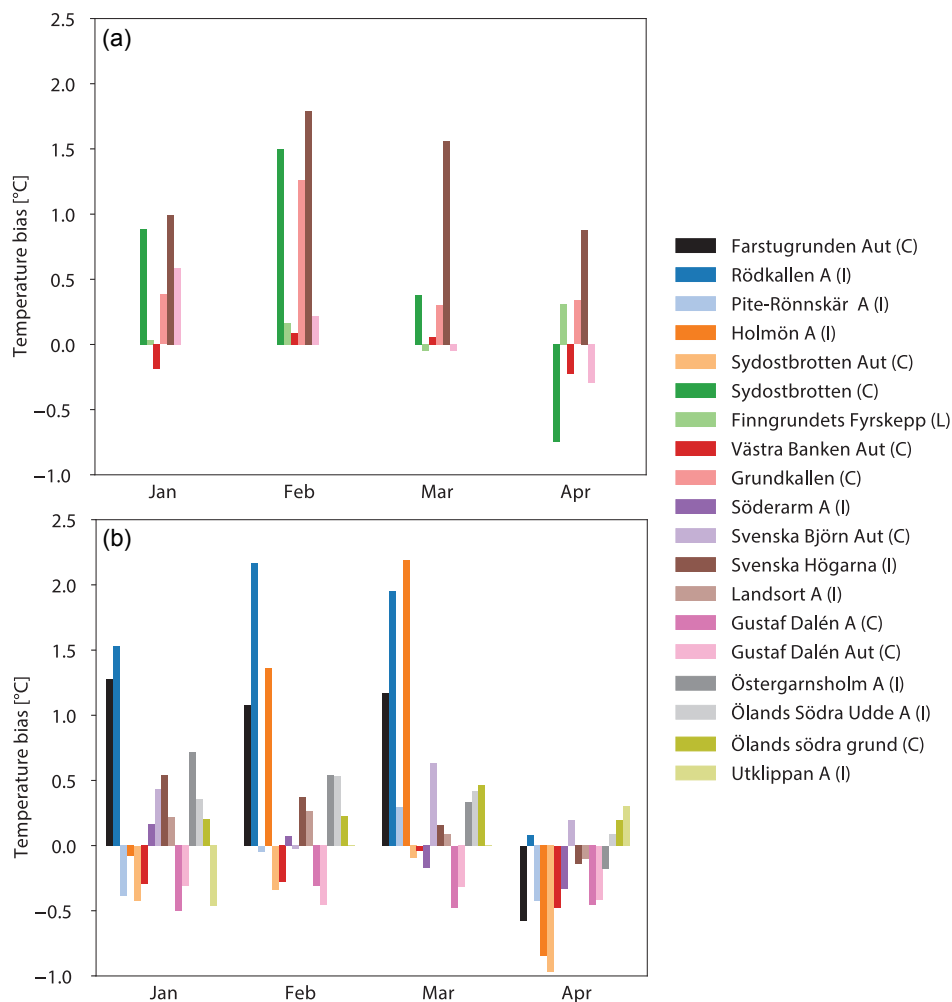 (a)
2.5
2.0
1.5
1.0
0.5
0.0
−0.5
−1.0
Temperature bias [°C]
Jan Feb Mar Apr
(b)
2.5
2.0
1.5
1.0
0.5
0.0
−0.5
−1.0
Temperature bias [°C]
Jan Feb Mar Apr
Farstugrunden Aut (C)
Rödkallen A (I)
Pite-Rönnskär A (I)
Holmön A (I)
Sydostbrotten Aut (C)
Sydostbrotten (C)
Finngrundets Fyrskepp (L)
Västra Banken Aut (C)
Grundkallen (C)
Söderarm A (I)
Svenska Björn Aut (C)
Svenska Högarna (I)
Landsort A (I)
Gustaf Dalén A (C)
Gustaf Dalén Aut (C)
Östergarnsholm A (I)
Ölands Södra Udde A (I)
Ölands södra grund (C)
Utklippan A (I)